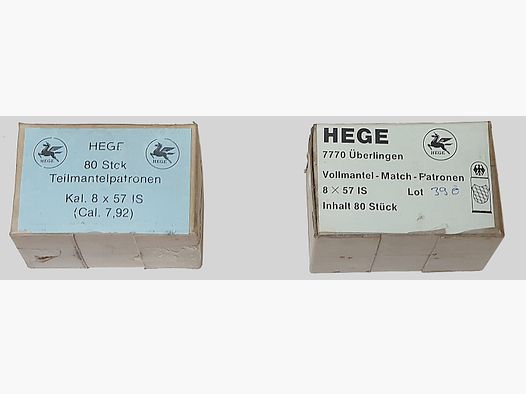 HEGE
HEGE HEGE
80 Stck
Teilmantelpatronen
Kal. 8 x 57 IS
(Cal. 7,92)
HEGE
HEGE
7770 Überlingen
Vollmantel-Match-Patronen
8 × 57 IS Lot 396
Inhalt 80 Stück